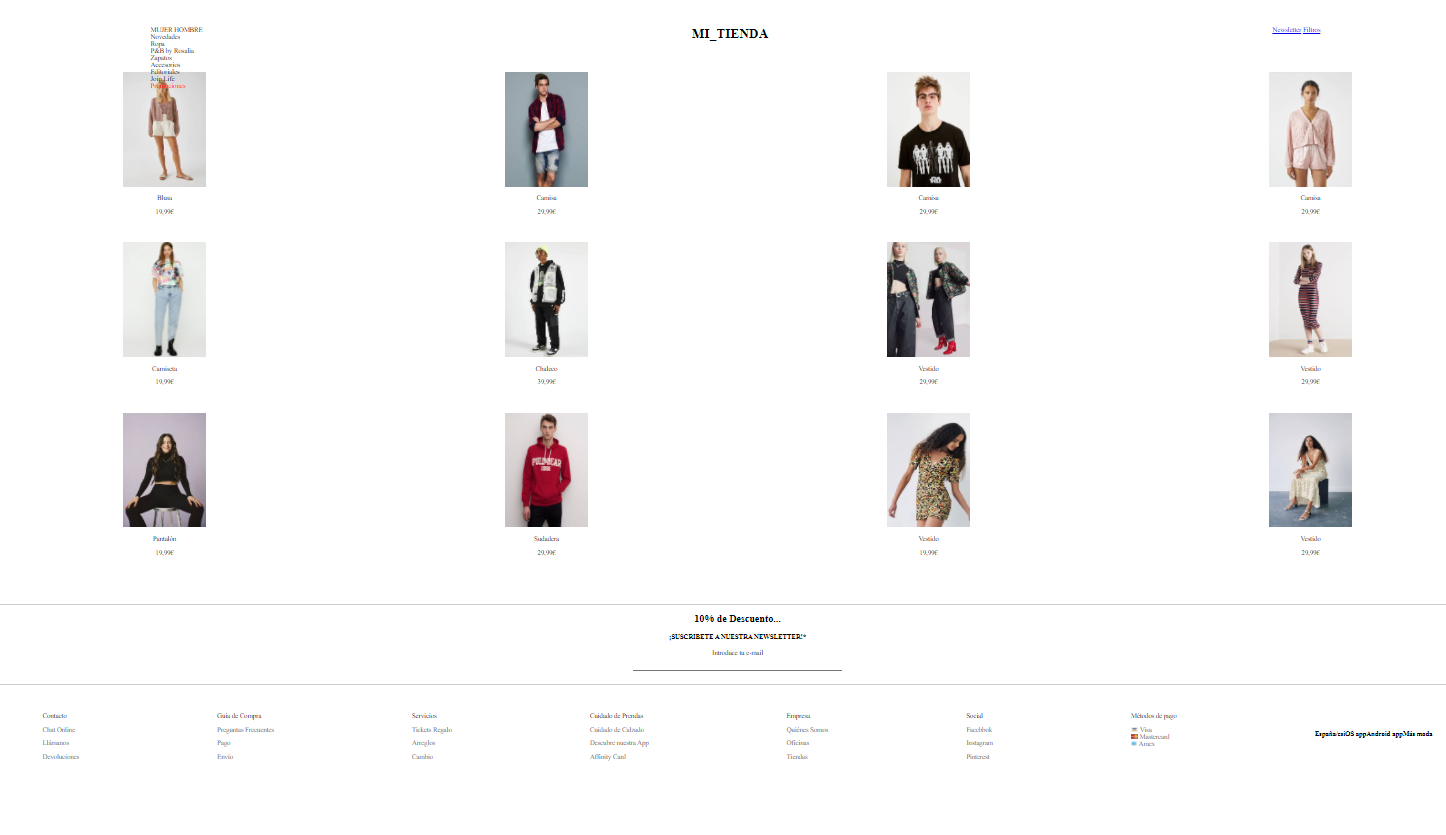 MUJER HOMBRE
Novedades
Ropa
P&B by Rosalía
Zapatos
Accesorios
Editoriales
Join Life
Promociones
MI_TIENDA
Newsletter Filtros
Blusa
19,99€
Camisa
29,99€
Camisa
29,99€
Camisa
29,99€
Camiseta
19,99€
Chaleco
39,99€
Vestido
29,99€
Vestido
29,99€
Pantalón
19,99€
Sudadera
29,99€
Vestido
19,99€
Vestido
29,99€
10% de Descuento...
¡SUSCRIBETE A NUESTRA NEWSLETTER!*
Introduce tu e-mail
Contacto
Chat Online
Llámanos
Devoluciones
Guia de Compra
Preguntas Frecuentes
Pago
Envío
Servicios
Tickets Regalo
Arreglos
Cambio
Cuidado de Prendas
Cuidado de Calzado
Descubre nuestra App
Affinity Card
Empresa
Quiénes Somos
Oficinas
Tiendas
Social
Facebbok
Instagram
Pinterest
Métodos de pago
Visa
Mastercard
Amex
España/esiOS appAndroid appMás moda